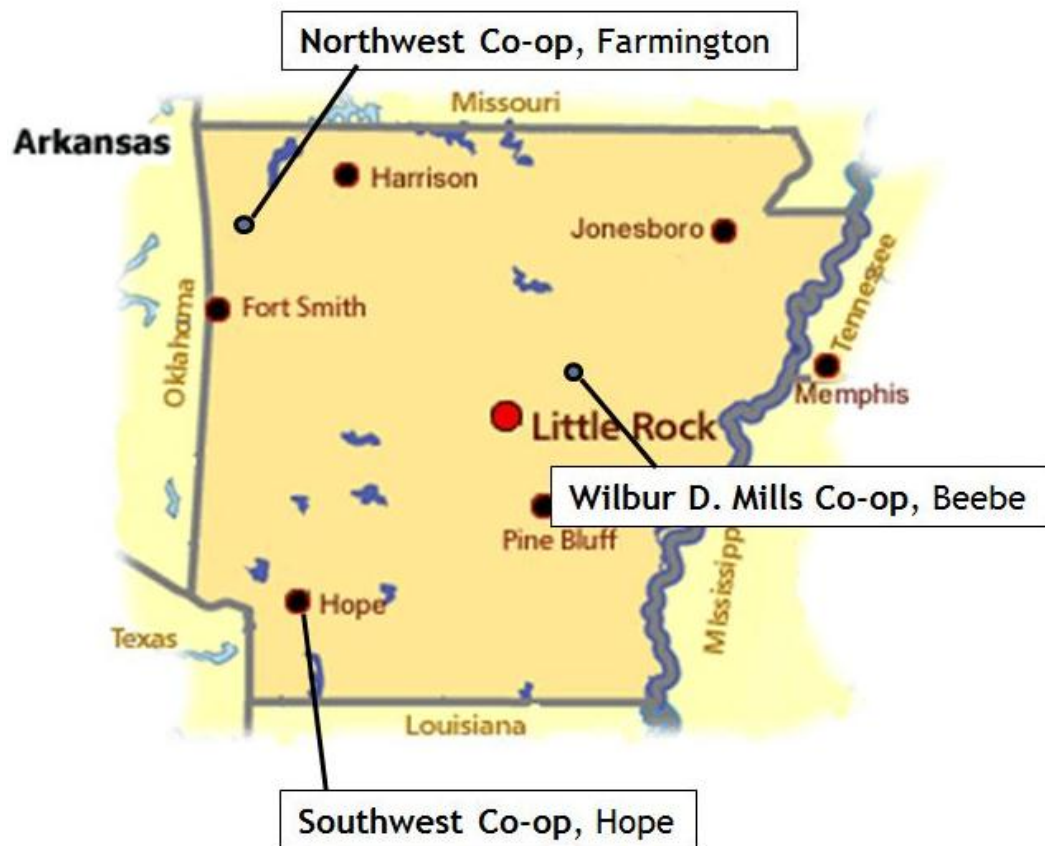 Northwest Co-op, Farmington
Missouri
Arkansas
Harrison
Jonesboro
Oklahoma
Fort Smith
Tennessee
Memphis
Little Rock
Wilbur D. Mills Co-op, Beebe
Pine Bluff
Mississipp
Hope
Texas
Louisiana
Southwest Co-op, Hope